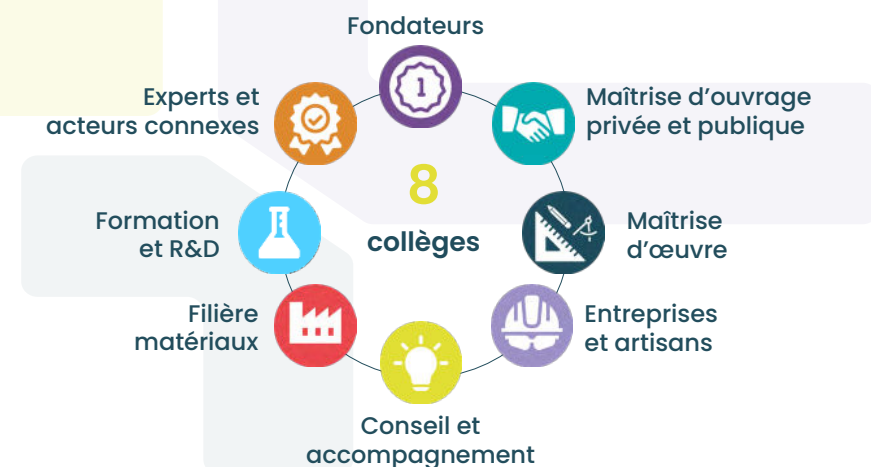 Fondateurs
1
Maîtrise d’ouvrage
privée et publique
Maîtrise
d’œuvre
Entreprises
et artisans
Conseil et
accompagnement
Filière
matériaux
Formation
et R&D
Experts et
acteurs connexes
8
collèges